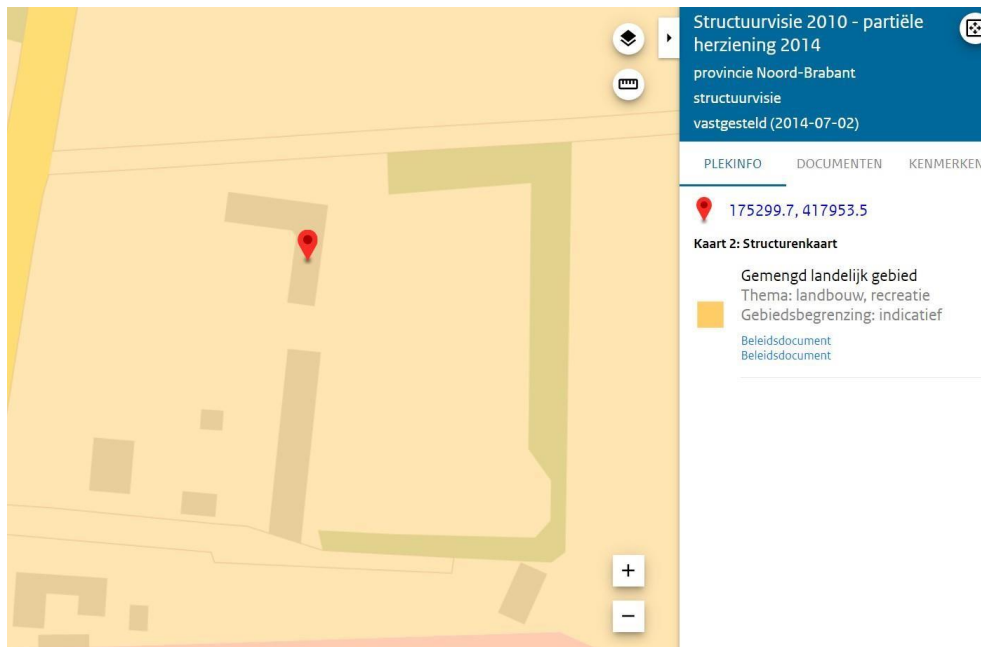 Structuurvisie 2010 - partiële
herziening 2014
provincie Noord-Brabant
structuurvisie
vastgesteld (2014-07-02)
PLEKINFO DOCUMENTEN KENMERKEN
175299.7, 417953.5
Kaart 2: Structurenkaart
Gemengd landelijk gebied
Thema: landbouw, recreatie
Gebiedsbegrenzing: indicatief
Beleidsdocument
Beleidsdocument
+
−